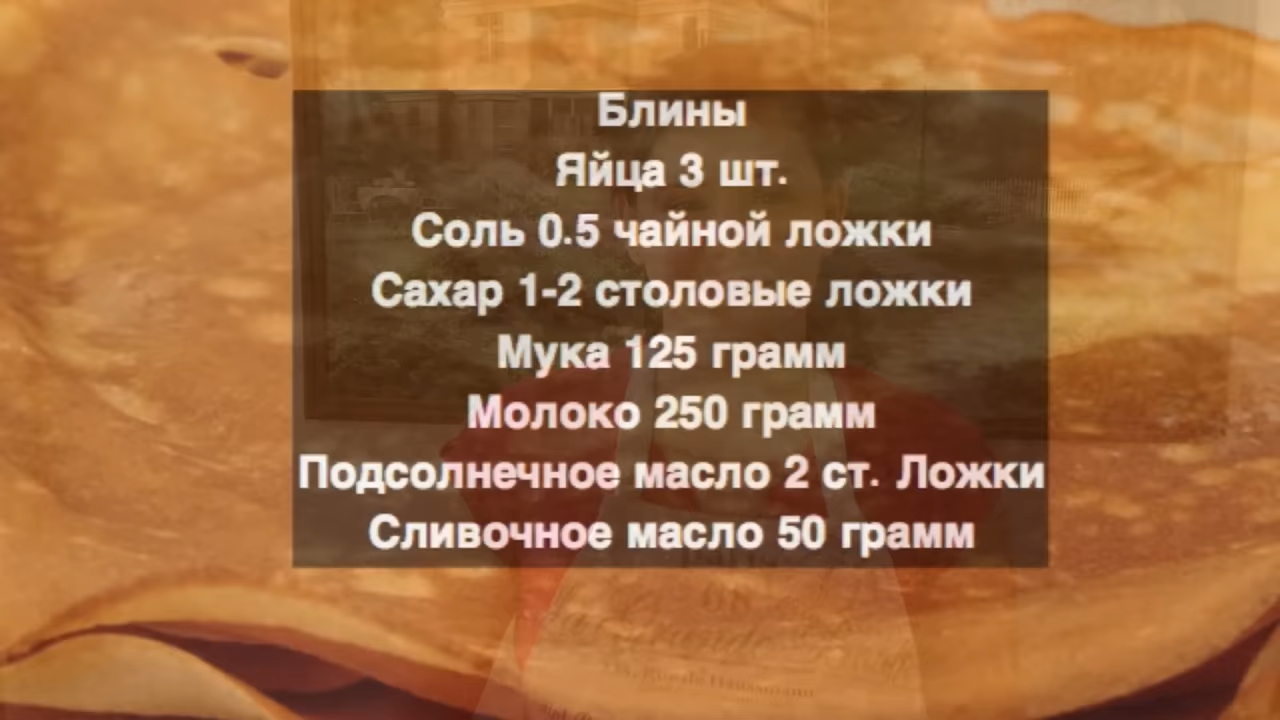 Блины
Яйца 3 шт.
Соль 0.5 чайной ложки
Сахар 1-2 столовые ложки
Мука 125 грамм
Молоко 250 грамм
Подсолнечное масло 2 ст. Ложки
Сливочное масло 50 грамм